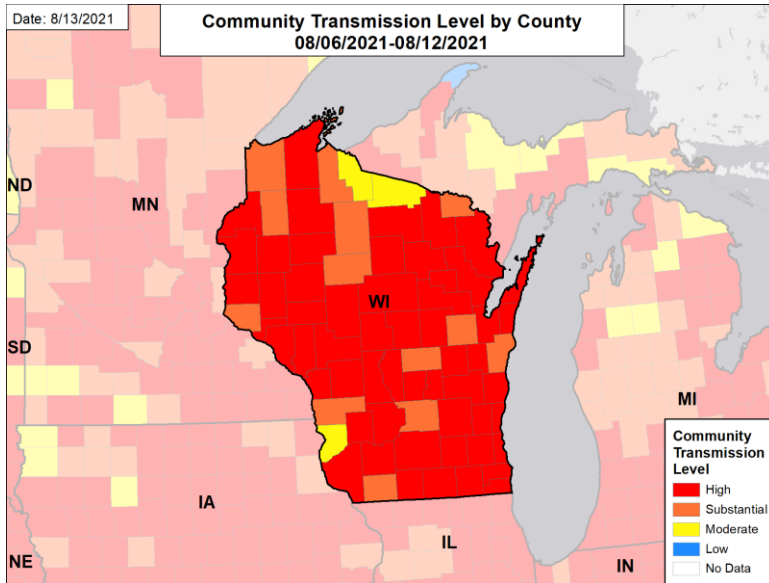 Date: 8/13/2021
Community Transmission Level by County
08/06/2021-08/12/2021
ND
MN
WI
SD
MI
IA
IL
NE
IN
Community
Transmission
Level
High
Substantial
Moderate
Low
No Data